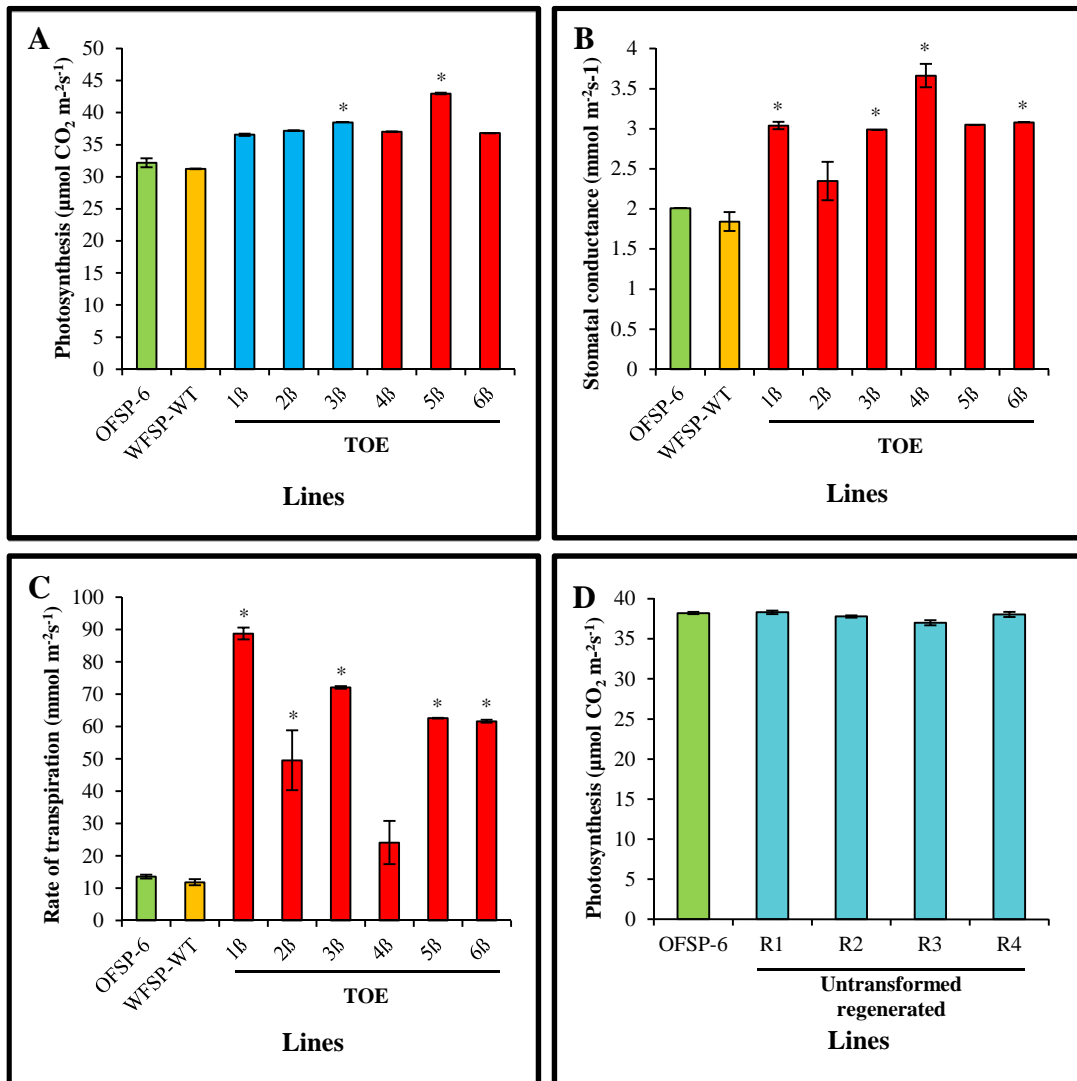 A
Photosynthesis (µmol CO₂ m-²s⁻¹)
50
45
40
35
30
25
20
15
10
5
0
*
*
OFSP-6
WFSP-WT
1ß
2ß
3ß
4ß
5ß
6ß
TOE
Lines
B
Stomatal conductance (mmol m⁻²s-1)
4
3.5
3
2.5
2
1.5
1
0.5
0
*
*
*
*
OFSP-6
WFSP-WT
1ß
2ß
3ß
4ß
5ß
6ß
TOE
Lines
C
Rate of transpiration (mmol m⁻²s⁻¹)
100
90
80
70
60
50
40
30
20
10
0
*
*
*
*
*
OFSP-6
WFSP-WT
1ß
2ß
3ß
4ß
5ß
6ß
TOE
Lines
D
Photosynthesis (µmol CO₂ m-²s⁻¹)
40
35
30
25
20
15
10
5
0
OFSP-6
R1
R2
R3
R4
Untransformed
regenerated
Lines